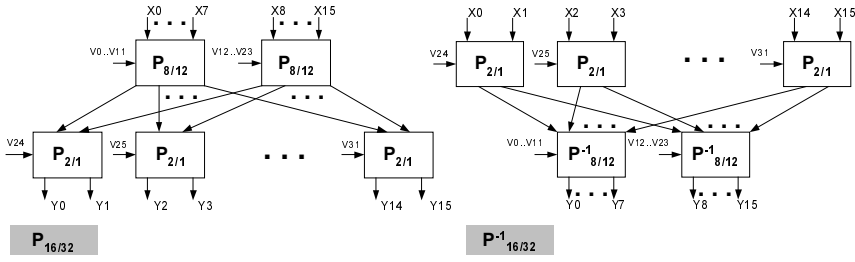 X0 X7 X8 X15 X0 X1 X2 X3 X14 X15
V0..V11 P8/12 V12..V23 P8/12 V24 P2/1 V25 P2/1 V31 P2/1
V24 P2/1 V25 P2/1 V31 P2/1 V0..V11 P-1 8/12 V12..V23 P-1 8/12
Y0 Y1 Y2 Y3 Y14 Y15 Y0 Y7 Y8 Y15
P16/32 P-1 16/32